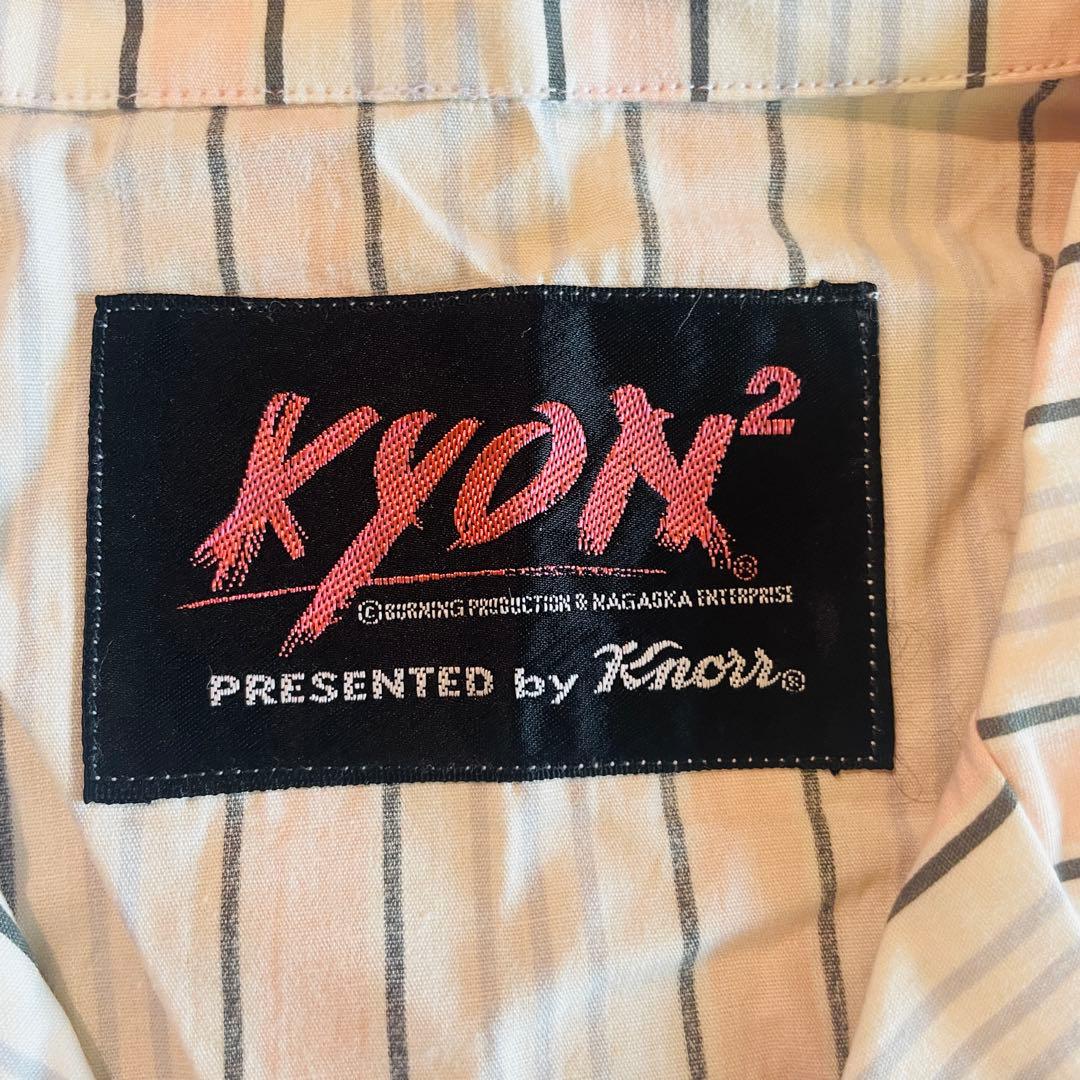 KYON²®
©BURNING PRODUCTION & NAGAOKA ENTERPRISE
PRESENTED by Knorr®